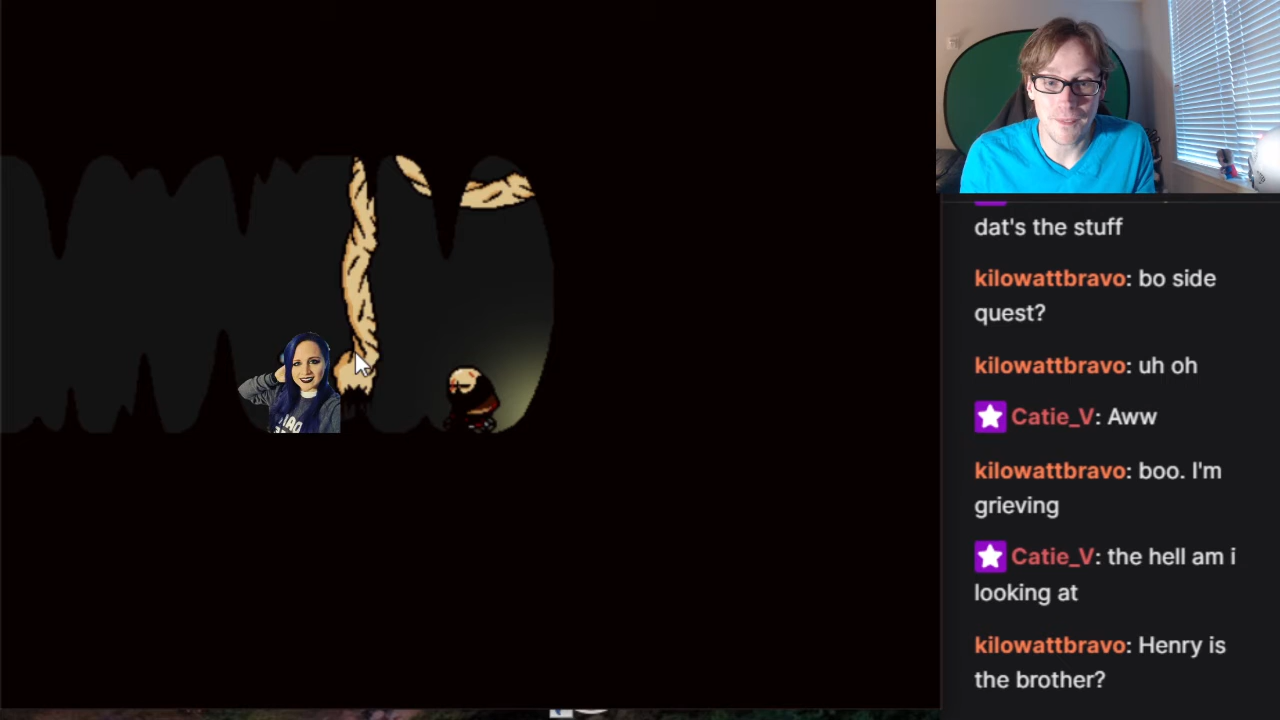 dat's the stuff
kilowattbravo: bo side
quest?
kilowattbravo: uh oh
Catie_V: Aww
kilowattbravo: boo. I'm
grieving
Catie_V: the hell am i
looking at
kilowattbravo: Henry is
the brother?